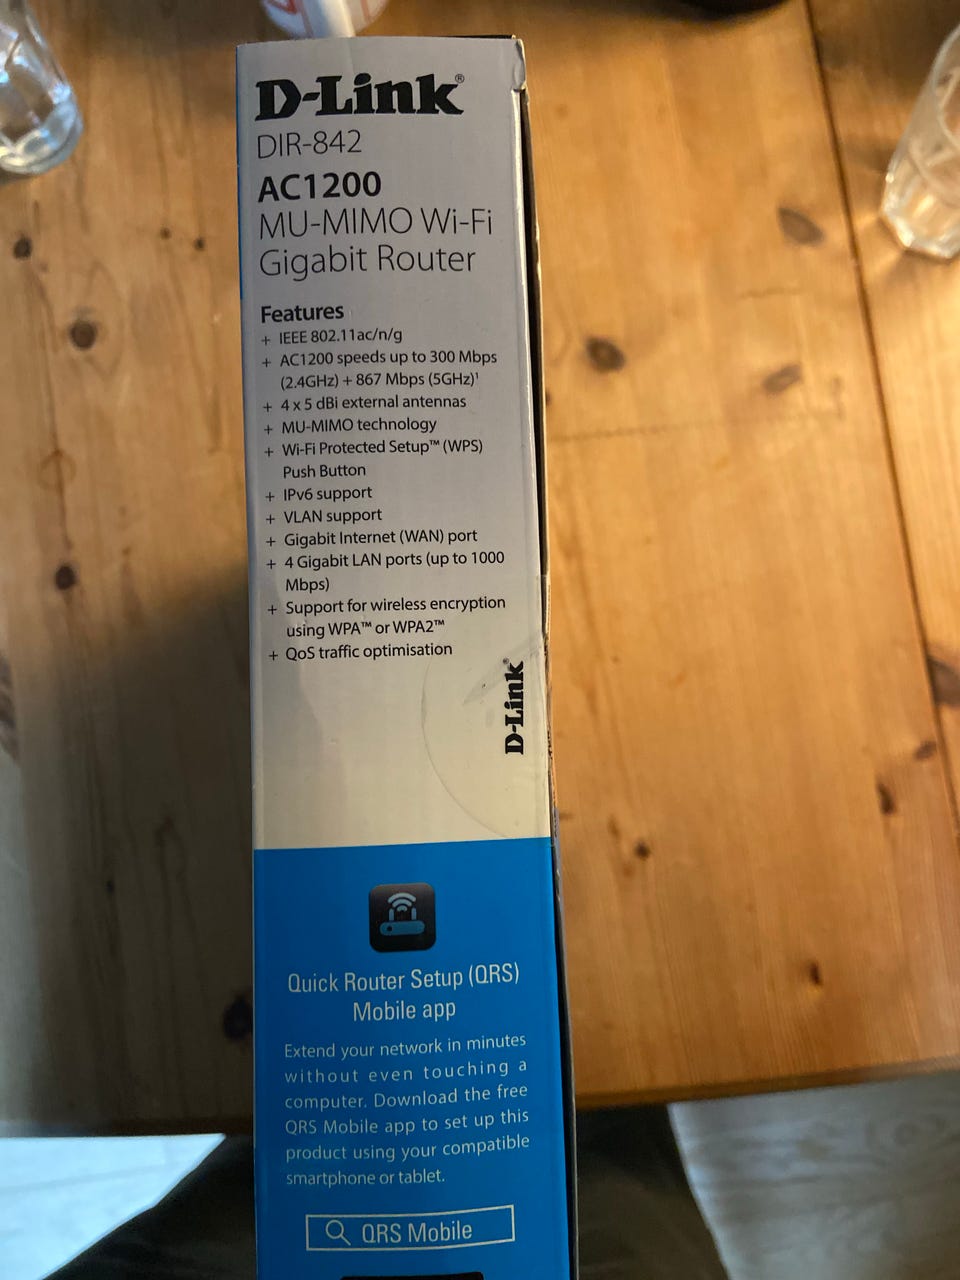 D-Link®
DIR-842
AC1200
MU-MIMO Wi-Fi
Gigabit Router
Features
+ IEEE 802.11ac/n/g
+ AC1200 speeds up to 300 Mbps
(2.4GHz) + 867 Mbps (5GHz)¹
+ 4 x 5 dBi external antennas
+ MU-MIMO technology
+ Wi-Fi Protected Setup™ (WPS)
Push Button
+ IPv6 support
+ VLAN support
+ Gigabit Internet (WAN) port
+ 4 Gigabit LAN ports (up to 1000
Mbps)
+ Support for wireless encryption
using WPA™ or WPA2™
+ QoS traffic optimisation
D-Link®
Quick Router Setup (QRS)
Mobile app
Extend your network in minutes
without even touching a
computer. Download the free
QRS Mobile app to set up this
product using your compatible
smartphone or tablet.
QRS Mobile